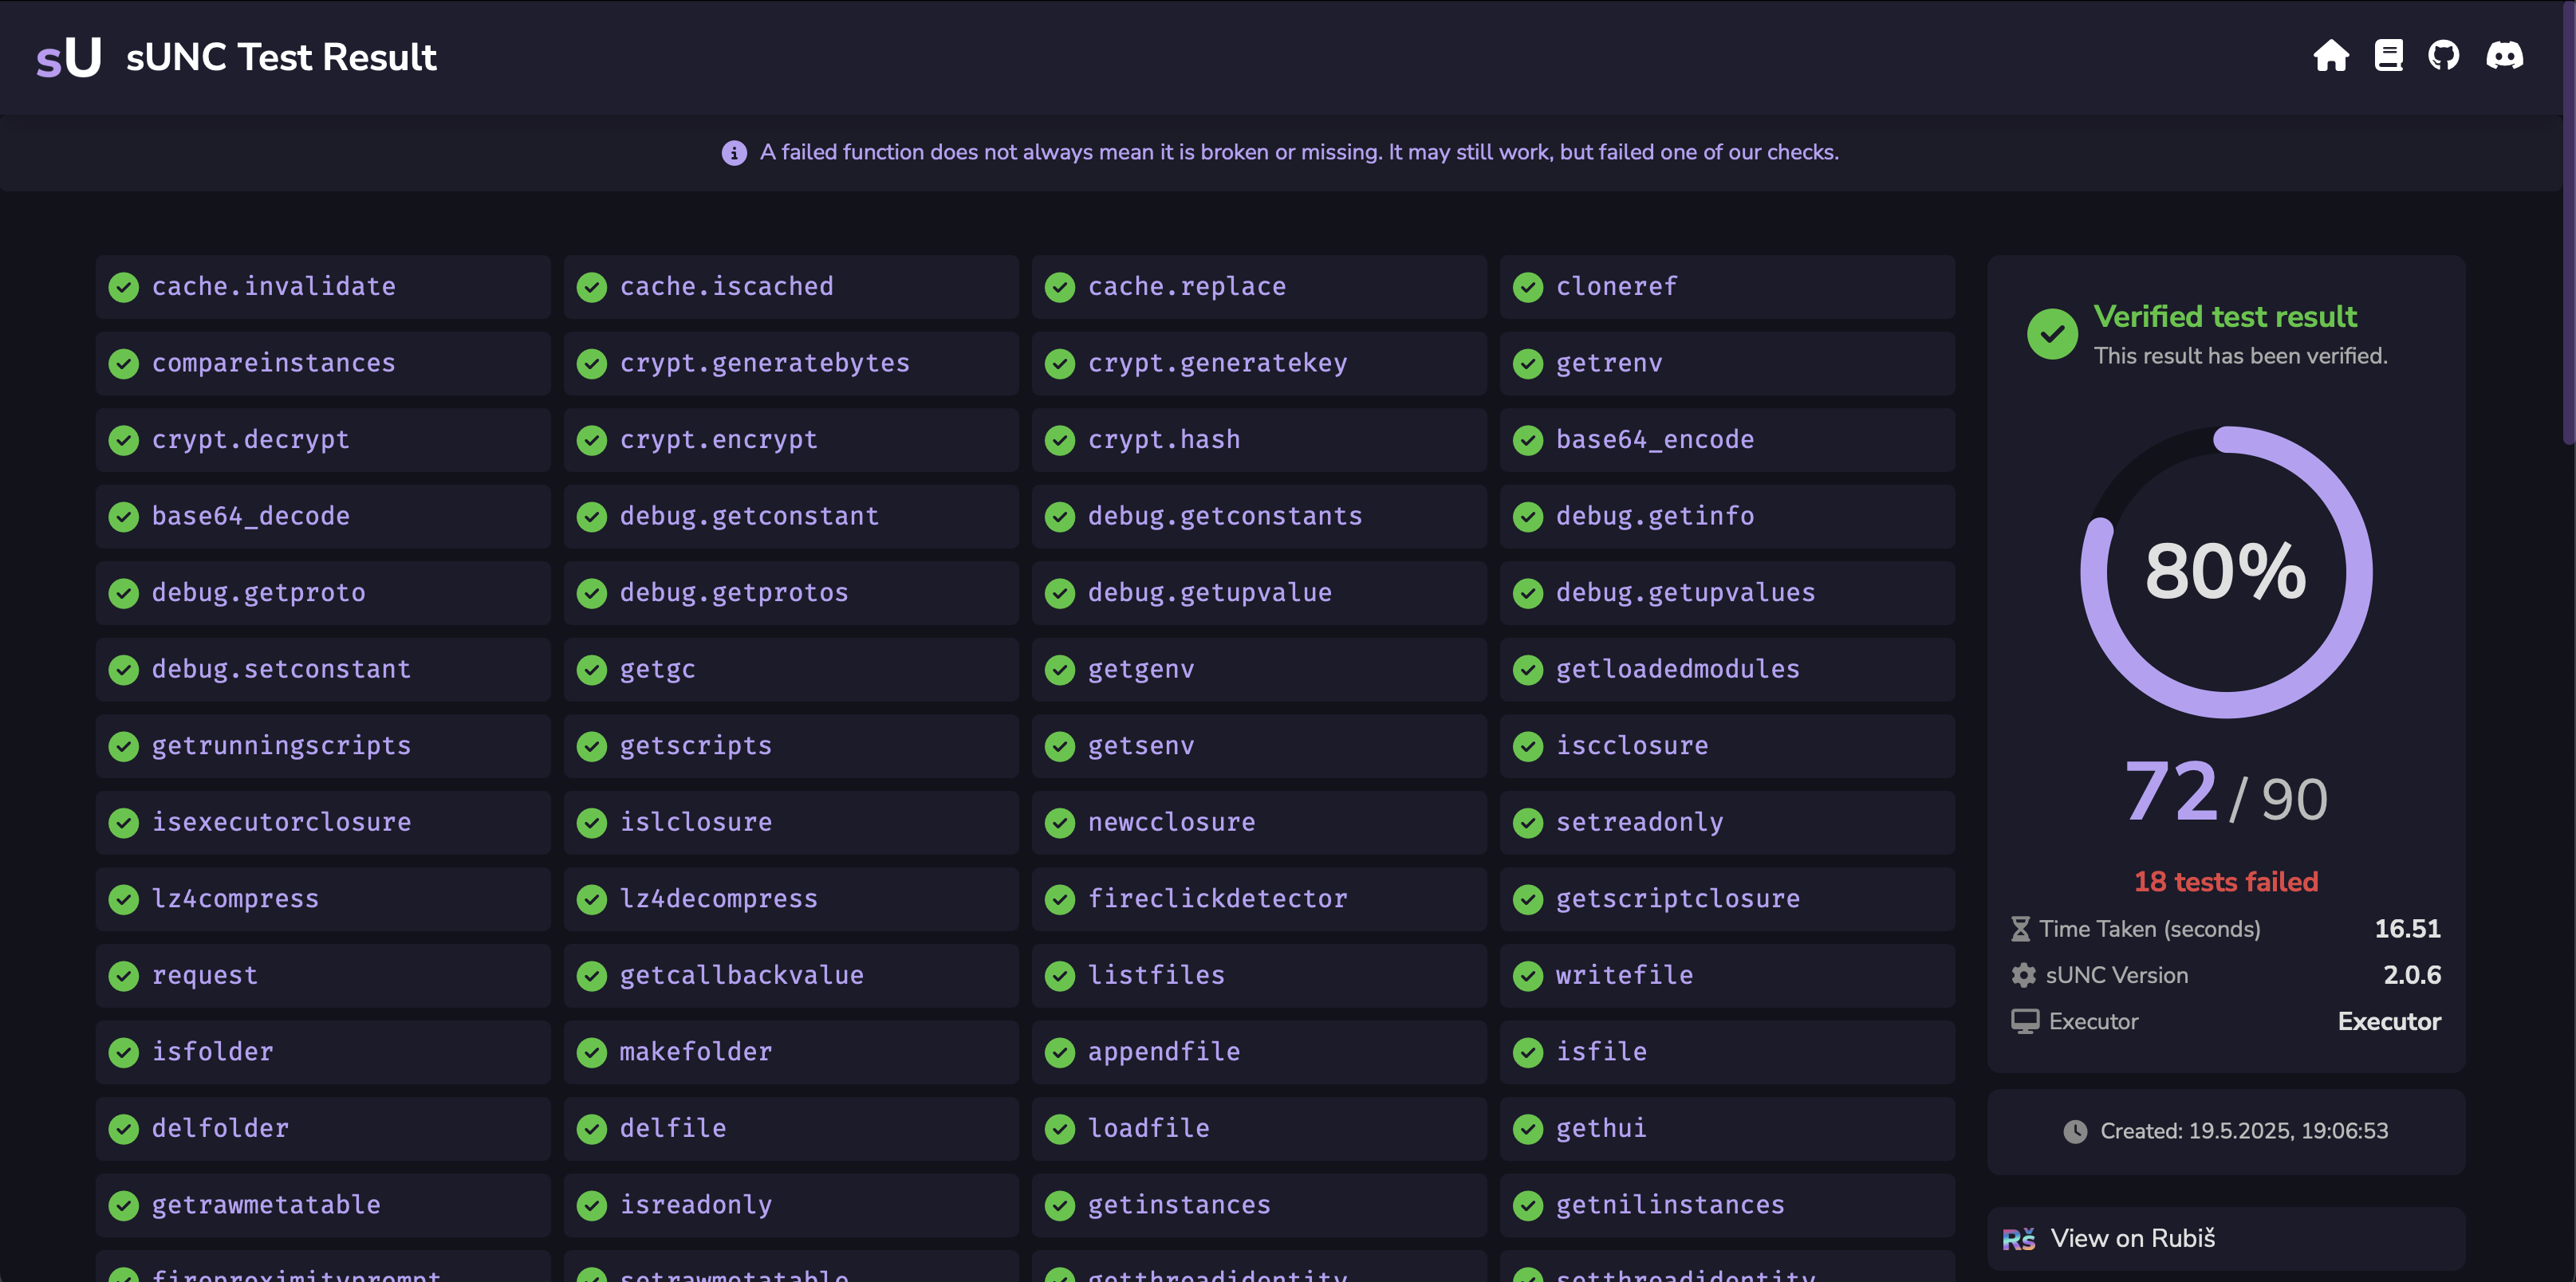 sU sUNC Test Result
A failed function does not always mean it is broken or missing. It may still work, but failed one of our checks.
cache.invalidate cache.iscached cache.replace cloneref
compareinstances crypt.generatebytes crypt.generatekey getrenv
crypt.decrypt crypt.encrypt crypt.hash base64_encode
base64_decode debug.getconstant debug.getconstants debug.getinfo
debug.getproto debug.getprotos debug.getupvalue debug.getupvalues
debug.setconstant getgc getgenv getloadedmodules
getrunningscripts getscripts getsenv iscclosure
isexecutorclosure islclosure newcclosure setreadonly
lz4compress lz4decompress fireclickdetector getscriptclosure
request getcallbackvalue listfiles writefile
isfolder makefolder appendfile isfile
delfolder delfile loadfile gethui
getrawmetatable isreadonly getinstances getnilinstances
fireproximityprompt setrawmetatable getthreadidentity setthreadidentity
Verified test result
This result has been verified.
80%
72 / 90
18 tests failed
Time Taken (seconds) 16.51
sUNC Version 2.0.6
Executor Executor
Created: 19.5.2025, 19:06:53
Rš View on Rubiš